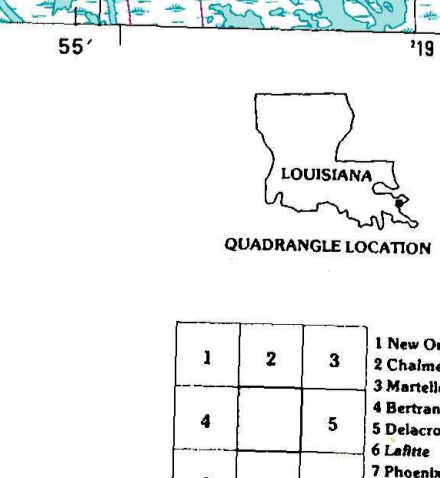 55′
²19
LOUISIANA
QUADRANGLE LOCATION
1 2 3
4 5
1 New Or
2 Chalme
3 Martell
4 Bertran
5 Delacro
6 Lafitte
7 Phoenix